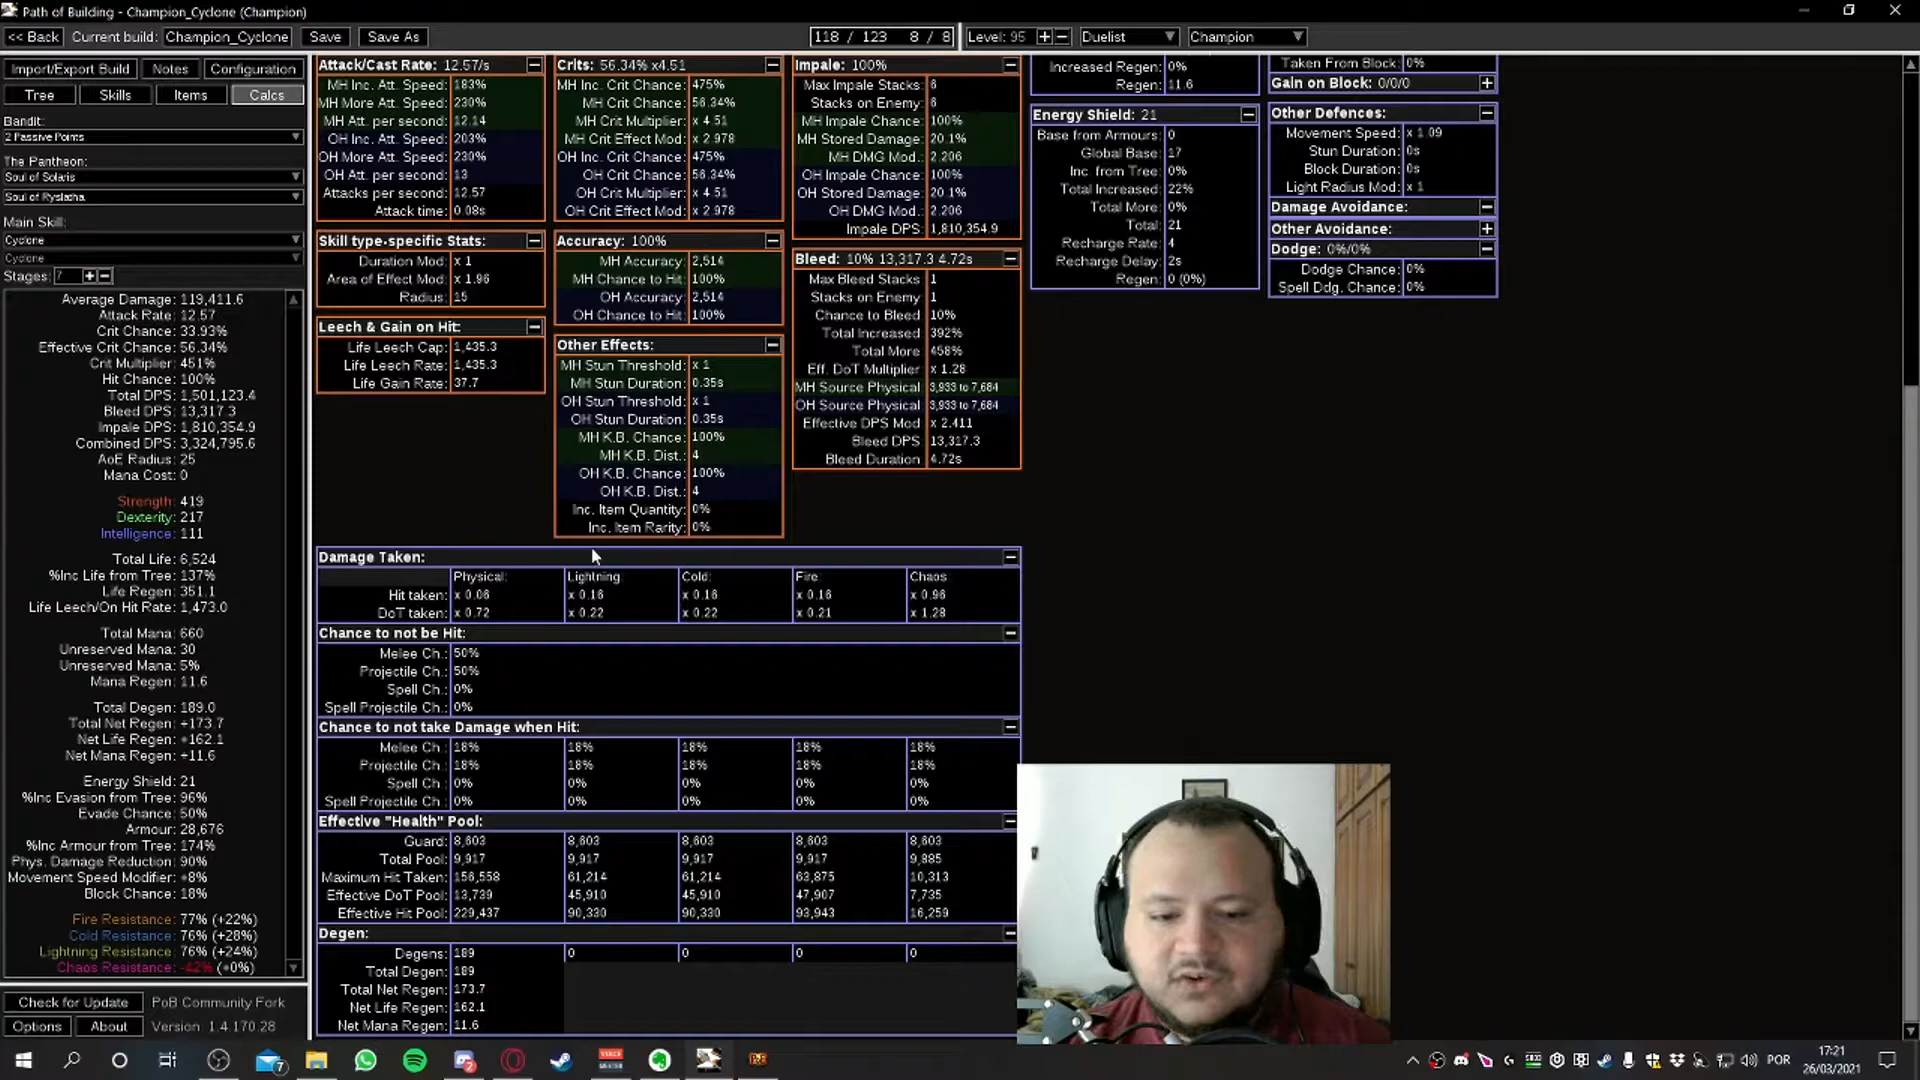 Path of Building - Champion_Cyclone (Champion)
<< Back Current build: Champion_Cyclone Save Save As 118 / 123 8 / 8 Level: 95 + − Duelist Champion
Import/Export Build Notes Configuration
Tree Skills Items Calcs
Bandit:
2 Passive Points
The Pantheon:
Soul of Solaris
Soul of Ryslatha
Main Skill:
Cyclone
Cyclone
Stages: 7 + −
Average Damage: 119,411.6
Attack Rate: 12.57
Crit Chance: 33.93%
Effective Crit Chance: 56.34%
Crit Multiplier: 451%
Hit Chance: 100%
Total DPS: 1,501,123.4
Bleed DPS: 13,317.3
Impale DPS: 1,810,354.9
Combined DPS: 3,324,795.6
AoE Radius: 25
Mana Cost: 0
Strength: 419
Dexterity: 217
Intelligence: 111
Total Life: 6,524
%Inc Life from Tree: 137%
Life Regen: 351.1
Life Leech/On Hit Rate: 1,473.0
Total Mana: 660
Unreserved Mana: 30
Unreserved Mana: 5%
Mana Regen: 11.6
Total Degen: 189.0
Total Net Regen: +173.7
Net Life Regen: +162.1
Net Mana Regen: +11.6
Energy Shield: 21
%Inc Evasion from Tree: 96%
Evade Chance: 50%
Armour: 28,676
%Inc Armour from Tree: 174%
Phys. Damage Reduction: 90%
Movement Speed Modifier: +8%
Block Chance: 18%
Fire Resistance: 77% (+22%)
Cold Resistance: 76% (+28%)
Lightning Resistance: 76% (+24%)
Chaos Resistance: -42% (+0%)
Check for Update PoB Community Fork
Options About Version: 1.4.170.28
Attack/Cast Rate: 12.57/s
MH Inc. Att. Speed: 183%
MH More Att. Speed: 230%
MH Att. per second: 12.14
OH Inc. Att. Speed: 203%
OH More Att. Speed: 230%
OH Att. per second: 13
Attacks per second: 12.57
Attack time: 0.08s
Skill type-specific Stats:
Duration Mod: x 1
Area of Effect Mod: x 1.96
Radius: 15
Leech & Gain on Hit:
Life Leech Cap: 1,435.3
Life Leech Rate: 1,435.3
Life Gain Rate: 37.7
Crits: 56.34% x4.51
MH Inc. Crit Chance: 475%
MH Crit Chance: 56.34%
MH Crit Multiplier: x 4.51
MH Crit Effect Mod: x 2.978
OH Inc. Crit Chance: 475%
OH Crit Chance: 56.34%
OH Crit Multiplier: x 4.51
OH Crit Effect Mod: x 2.978
Accuracy: 100%
MH Accuracy: 2,514
MH Chance to Hit: 100%
OH Accuracy: 2,514
OH Chance to Hit: 100%
Other Effects:
MH Stun Threshold: x 1
MH Stun Duration: 0.35s
OH Stun Threshold: x 1
OH Stun Duration: 0.35s
MH K.B. Chance: 100%
MH K.B. Dist.: 4
OH K.B. Chance: 100%
OH K.B. Dist.: 4
Inc. Item Quantity: 0%
Inc. Item Rarity: 0%
Impale: 100%
Max Impale Stacks: 6
Stacks on Enemy: 6
MH Impale Chance: 100%
MH Stored Damage: 20.1%
MH DMG Mod.: 2.206
OH Impale Chance: 100%
OH Stored Damage: 20.1%
OH DMG Mod.: 2.206
Impale DPS: 1,810,354.9
Bleed: 10% 13,317.3 4.72s
Max Bleed Stacks 1
Stacks on Enemy 1
Chance to Bleed 10%
Total Increased 392%
Total More 458%
Eff. DoT Multiplier x 1.28
MH Source Physical 3,933 to 7,684
OH Source Physical 3,933 to 7,684
Effective DPS Mod x 2.411
Bleed DPS 13,317.3
Bleed Duration 4.72s
Increased Regen: 0%
Regen: 11.6
Energy Shield: 21
Base from Armours: 0
Global Base: 17
Inc. from Tree: 0%
Total Increased: 22%
Total More: 0%
Total: 21
Recharge Rate: 4
Recharge Delay: 2s
Regen: 0 (0%)
Taken From Block: 0%
Gain on Block: 0/0/0
Other Defences:
Movement Speed: x 1.09
Stun Duration: 0s
Block Duration: 0s
Light Radius Mod: x 1
Damage Avoidance:
Other Avoidance:
Dodge: 0%/0%
Dodge Chance: 0%
Spell Ddg. Chance: 0%
Damage Taken:
Physical: Lightning Cold: Fire: Chaos
Hit taken: x 0.06 x 0.16 x 0.16 x 0.16 x 0.96
DoT taken: x 0.72 x 0.22 x 0.22 x 0.21 x 1.28
Chance to not be Hit:
Melee Ch.: 50%
Projectile Ch.: 50%
Spell Ch.: 0%
Spell Projectile Ch.: 0%
Chance to not take Damage when Hit:
Melee Ch.: 18% 18% 18% 18% 18%
Projectile Ch.: 18% 18% 18% 18% 18%
Spell Ch.: 0% 0% 0% 0% 0%
Spell Projectile Ch.: 0% 0% 0% 0% 0%
Effective "Health" Pool:
Guard: 8,603 8,603 8,603 8,603 8,603
Total Pool: 9,917 9,917 9,917 9,917 9,885
Maximum Hit Taken: 156,558 61,214 61,214 63,875 10,313
Effective DoT Pool: 13,739 45,910 45,910 47,907 7,735
Effective Hit Pool: 229,437 90,330 90,330 93,943 16,259
Degen:
Degens: 189 0 0 0 0
Total Degen: 189
Total Net Regen: 173.7
Net Life Regen: 162.1
Net Mana Regen: 11.6
POR 17:21
26/03/2021